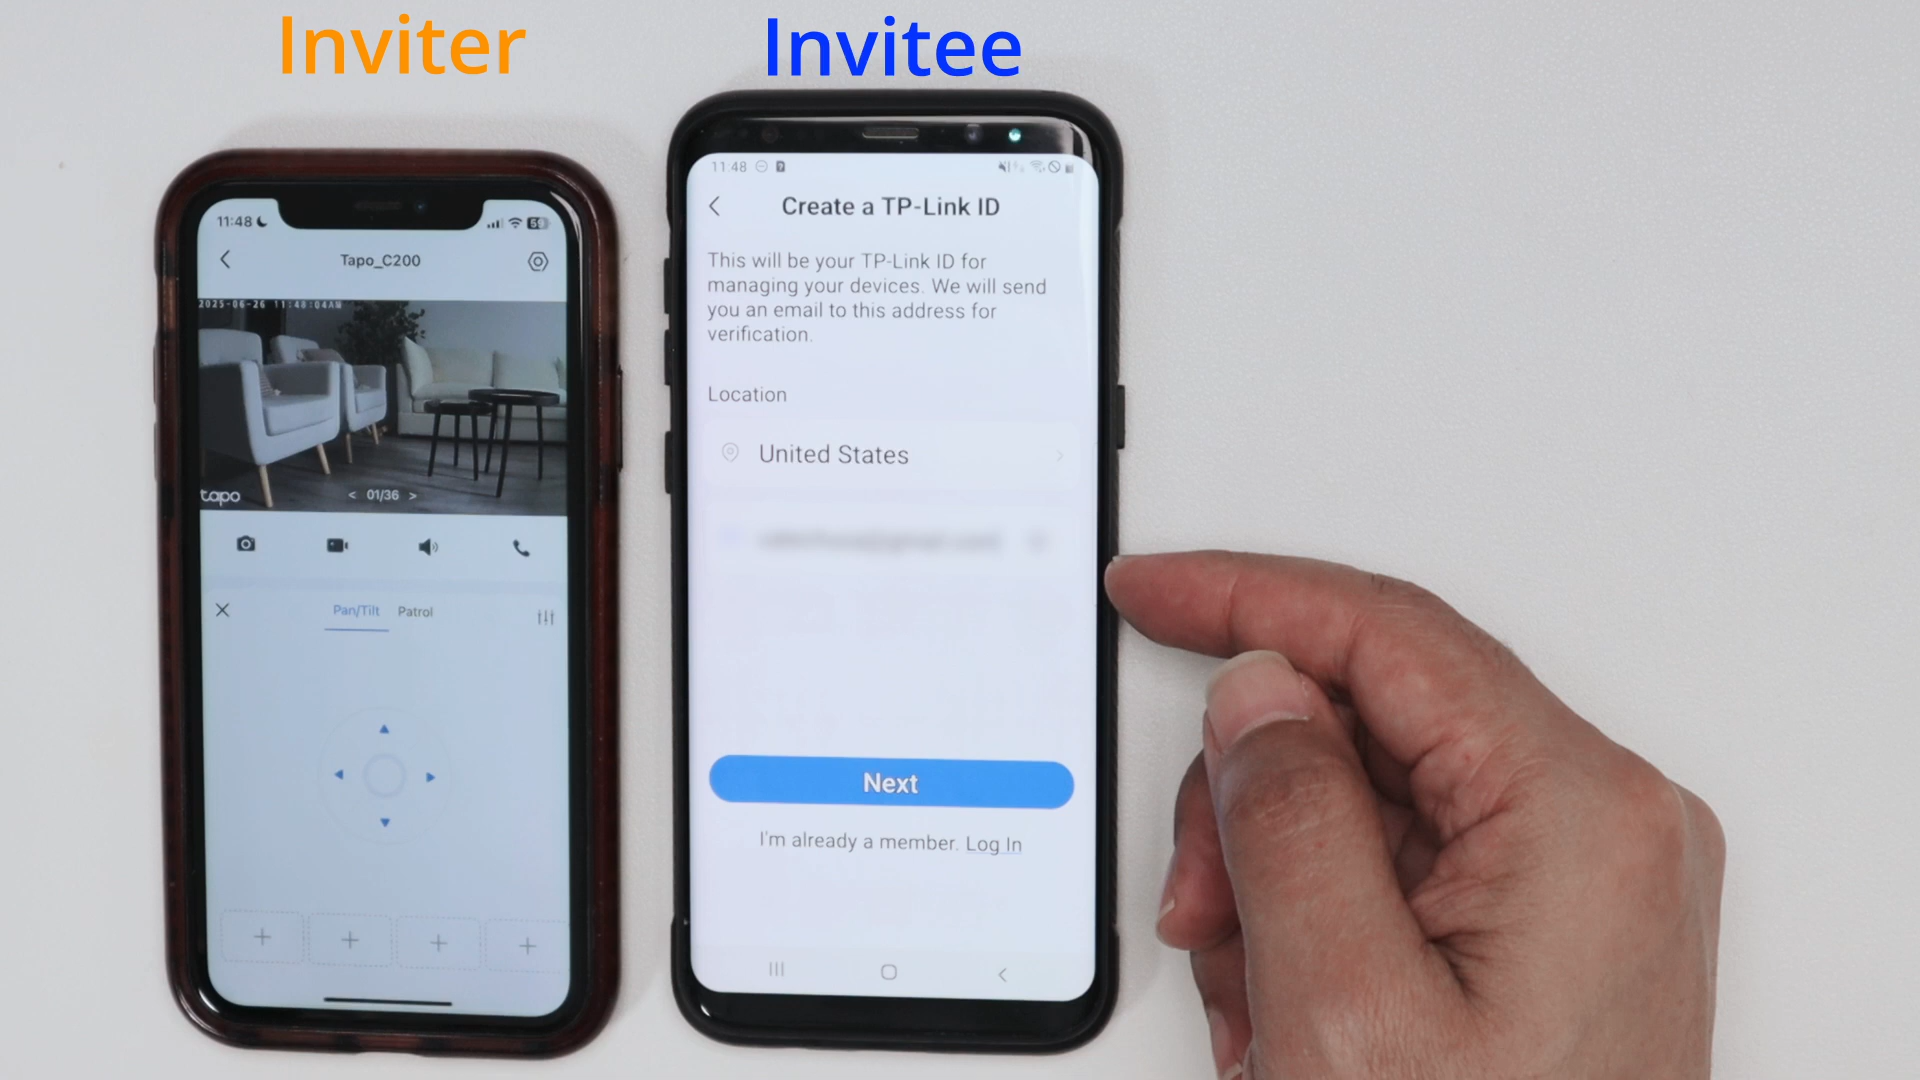 Inviter
Invitee
11:48
Tapo_C200
2025-06-26 11:48:04AM
tapo
< 01/36 >
Pan/Tilt
Patrol
11:48
Create a TP-Link ID
This will be your TP-Link ID for
managing your devices. We will send
you an email to this address for
verification.
Location
United States
Next
I'm already a member. Log In